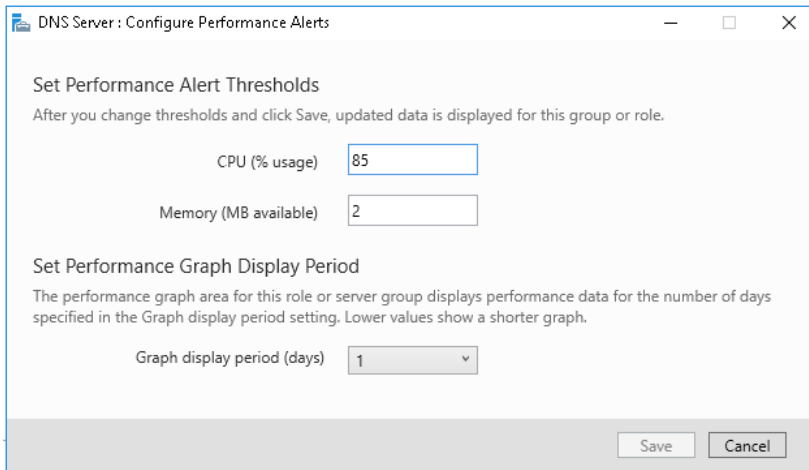 DNS Server : Configure Performance Alerts
Set Performance Alert Thresholds
After you change thresholds and click Save, updated data is displayed for this group or role.
CPU (% usage) 85
Memory (MB available) 2
Set Performance Graph Display Period
The performance graph area for this role or server group displays performance data for the number of days
specified in the Graph display period setting. Lower values show a shorter graph.
Graph display period (days) 1
Save Cancel